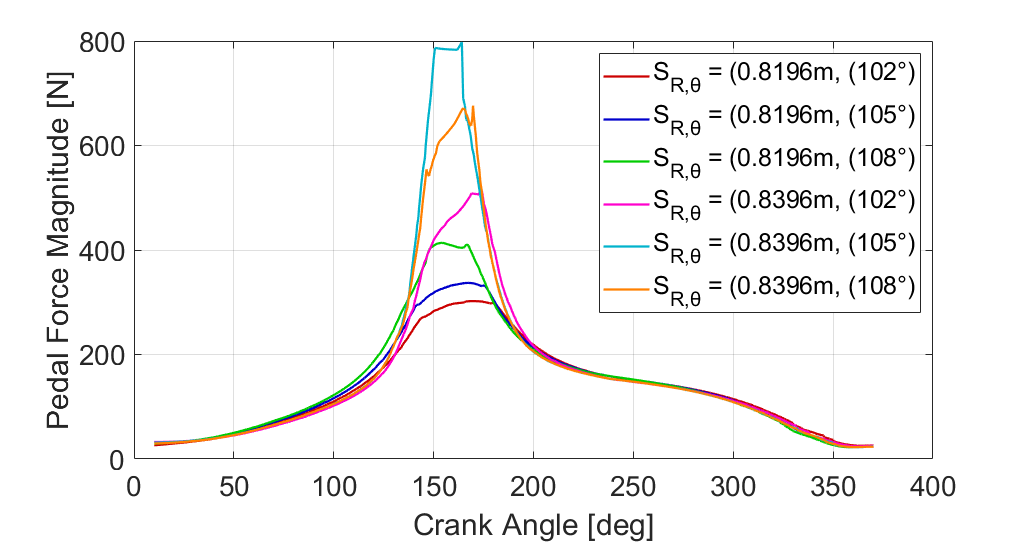 Pedal Force Magnitude [N]
800
600
400
200
0
S_R,θ = (0.8196m, (102°)
S_R,θ = (0.8196m, (105°)
S_R,θ = (0.8196m, (108°)
S_R,θ = (0.8396m, (102°)
S_R,θ = (0.8396m, (105°)
S_R,θ = (0.8396m, (108°)
0 50 100 150 200 250 300 350 400
Crank Angle [deg]